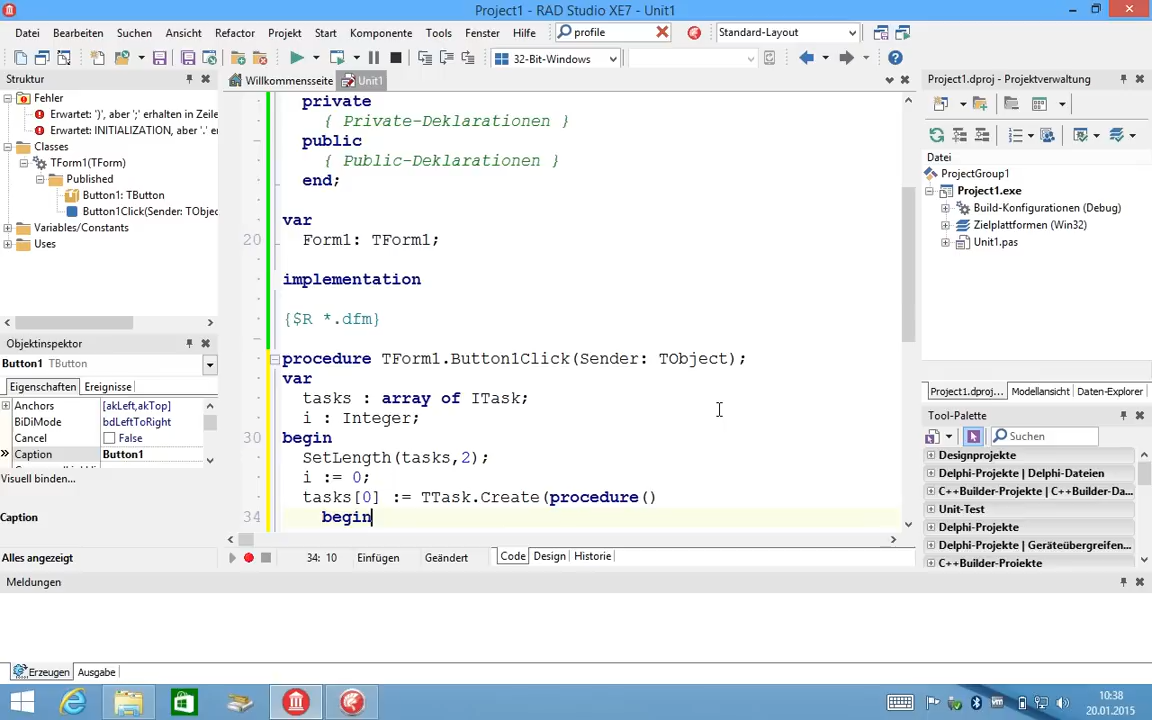 Project1 - RAD Studio XE7 - Unit1
Datei Bearbeiten Suchen Ansicht Refactor Projekt Start Komponente Tools Fenster Hilfe profile Standard-Layout
32-Bit-Windows
Struktur
Fehler
Erwartet: ')', aber ';' erhalten in Zeile
Erwartet: INITIALIZATION, aber '.' er
Classes
TForm1(TForm)
Published
Button1: TButton
Button1Click(Sender: TObjec
Variables/Constants
Uses
Objektinspektor
Button1 TButton
Eigenschaften Ereignisse
Anchors [akLeft,akTop]
BiDiMode bdLeftToRight
Cancel False
Caption Button1
Visuell binden...
Caption
Alles angezeigt
Willkommensseite Unit1
private
{ Private-Deklarationen }
public
{ Public-Deklarationen }
end;
var
20 Form1: TForm1;
implementation
{$R *.dfm}
procedure TForm1.Button1Click(Sender: TObject);
var
tasks : array of ITask;
i : Integer;
30 begin
SetLength(tasks,2);
i := 0;
tasks[0] := TTask.Create(procedure()
34 begin
34: 10 Einfügen Geändert Code Design Historie
Project1.dproj - Projektverwaltung
Datei
ProjectGroup1
Project1.exe
Build-Konfigurationen (Debug)
Zielplattformen (Win32)
Unit1.pas
Project1.dproj... Modellansicht Daten-Explorer
Tool-Palette
Suchen
Designprojekte
Delphi-Projekte | Delphi-Dateien
C++Builder-Projekte | C++Builder-Da...
Unit-Test
Delphi-Projekte
Delphi-Projekte | Geräteübergreifen...
C++Builder-Projekte
Meldungen
Erzeugen Ausgabe
10:38
20.01.2015